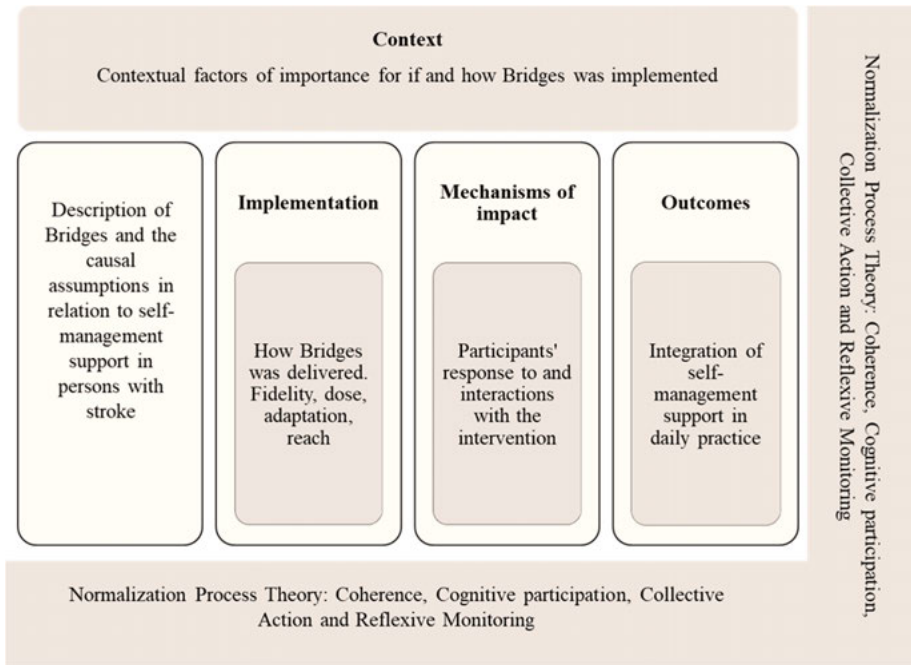 Context
Contextual factors of importance for if and how Bridges was implemented
Description of
Bridges and the
causal
assumptions in
relation to self-
management
support in
persons with
stroke
Implementation
How Bridges
was delivered.
Fidelity, dose,
adaptation,
reach
Mechanisms of
impact
Participants'
response to and
interactions
with the
intervention
Outcomes
Integration of
self-
management
support in
daily practice
Normalization Process Theory: Coherence, Cognitive participation,
Collective Action and Reflexive Monitoring
Normalization Process Theory: Coherence, Cognitive participation, Collective
Action and Reflexive Monitoring